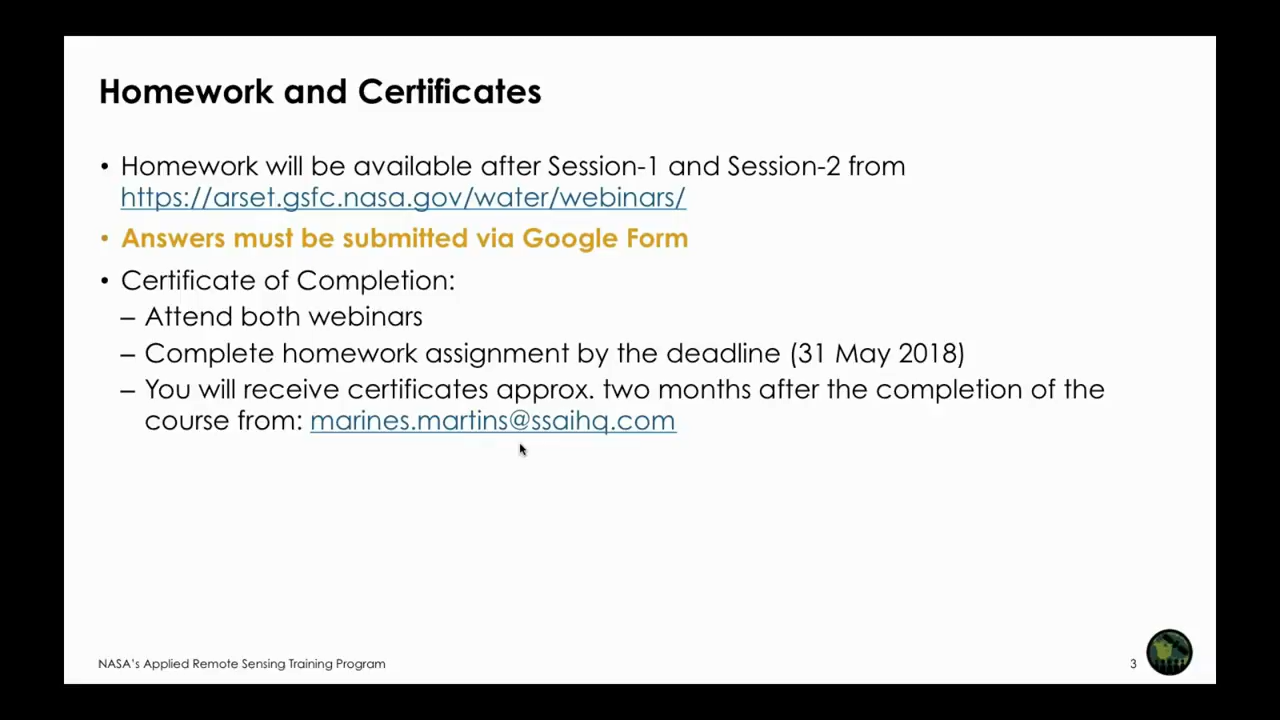 Homework and Certificates
• Homework will be available after Session-1 and Session-2 from
https://arset.gsfc.nasa.gov/water/webinars/
• Answers must be submitted via Google Form
• Certificate of Completion:
– Attend both webinars
– Complete homework assignment by the deadline (31 May 2018)
– You will receive certificates approx. two months after the completion of the
course from: marines.martins@ssaihq.com
NASA's Applied Remote Sensing Training Program
3